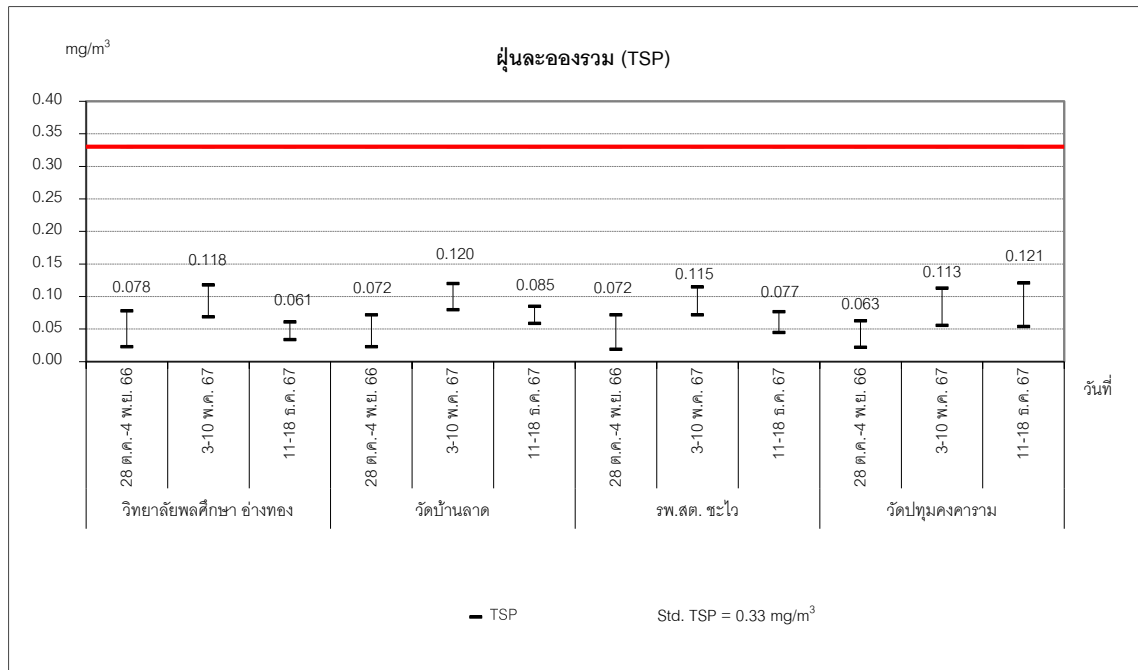 mg/m³
ฝุ่นละอองรวม (TSP)
0.40
0.35
0.30
0.25
0.20
0.15
0.10
0.05
0.00
0.078
0.118
0.061
0.072
0.120
0.085
0.072
0.115
0.077
0.063
0.113
0.121
28 ต.ค.-4 พ.ย. 66
3-10 พ.ค. 67
11-18 ธ.ค. 67
28 ต.ค.-4 พ.ย. 66
3-10 พ.ค. 67
11-18 ธ.ค. 67
28 ต.ค.-4 พ.ย. 66
3-10 พ.ค. 67
11-18 ธ.ค. 67
28 ต.ค.-4 พ.ย. 66
3-10 พ.ค. 67
11-18 ธ.ค. 67
วันที่
วิทยาลัยพลศึกษา อ่างทอง
วัดบ้านลาด
รพ.สต. ชะไว
วัดปทุมคงคาราม
TSP
Std. TSP = 0.33 mg/m³